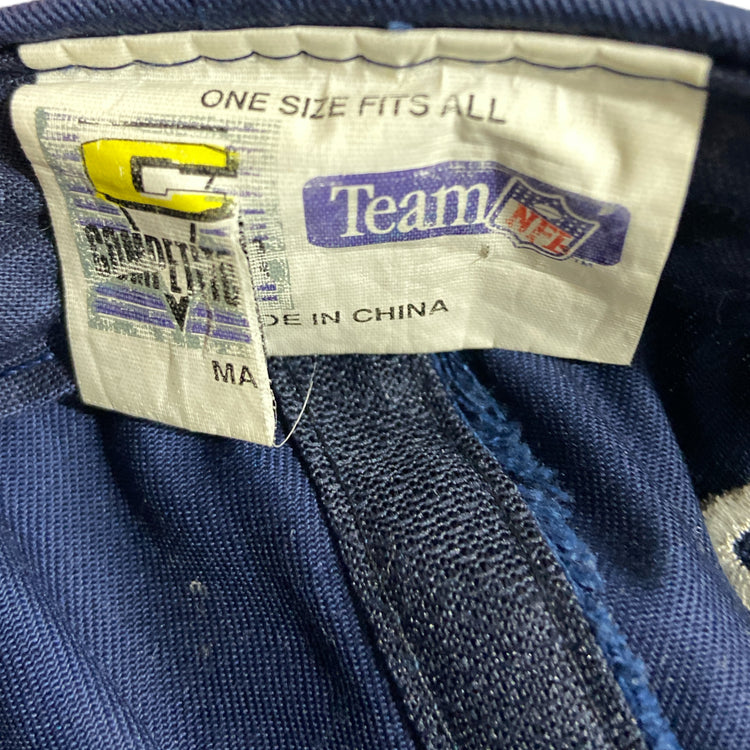 ONE SIZE FITS ALL
C
Team NFL
DE IN CHINA
MA